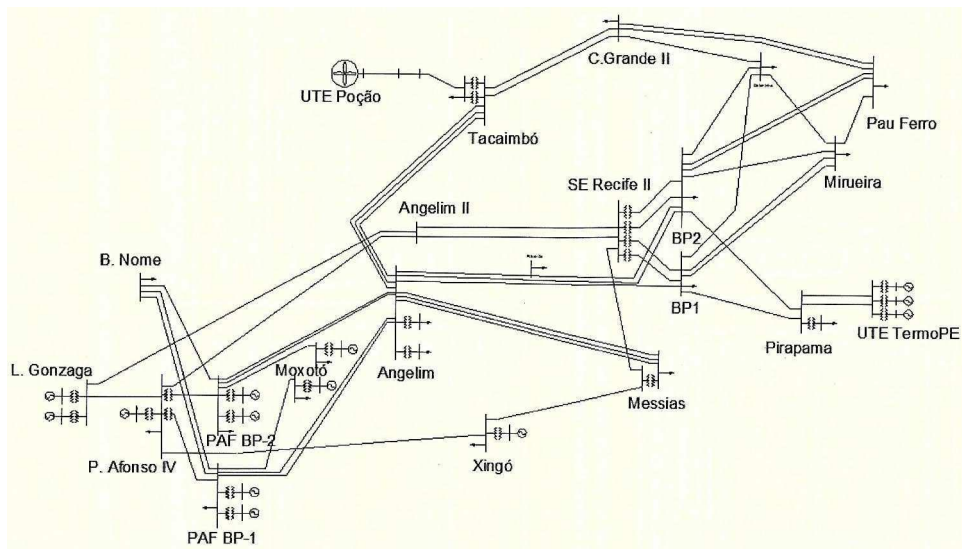 C.Grande II
UTE Poção
Pau Ferro
Tacaimbó
SE Recife II
Mirueira
Angelim II
BP2
B. Nome
BP1
UTE TermoPE
Pirapama
L. Gonzaga
Moxotó
Angelim
Messias
PAF BP-2
P. Afonso IV
Xingó
PAF BP-1